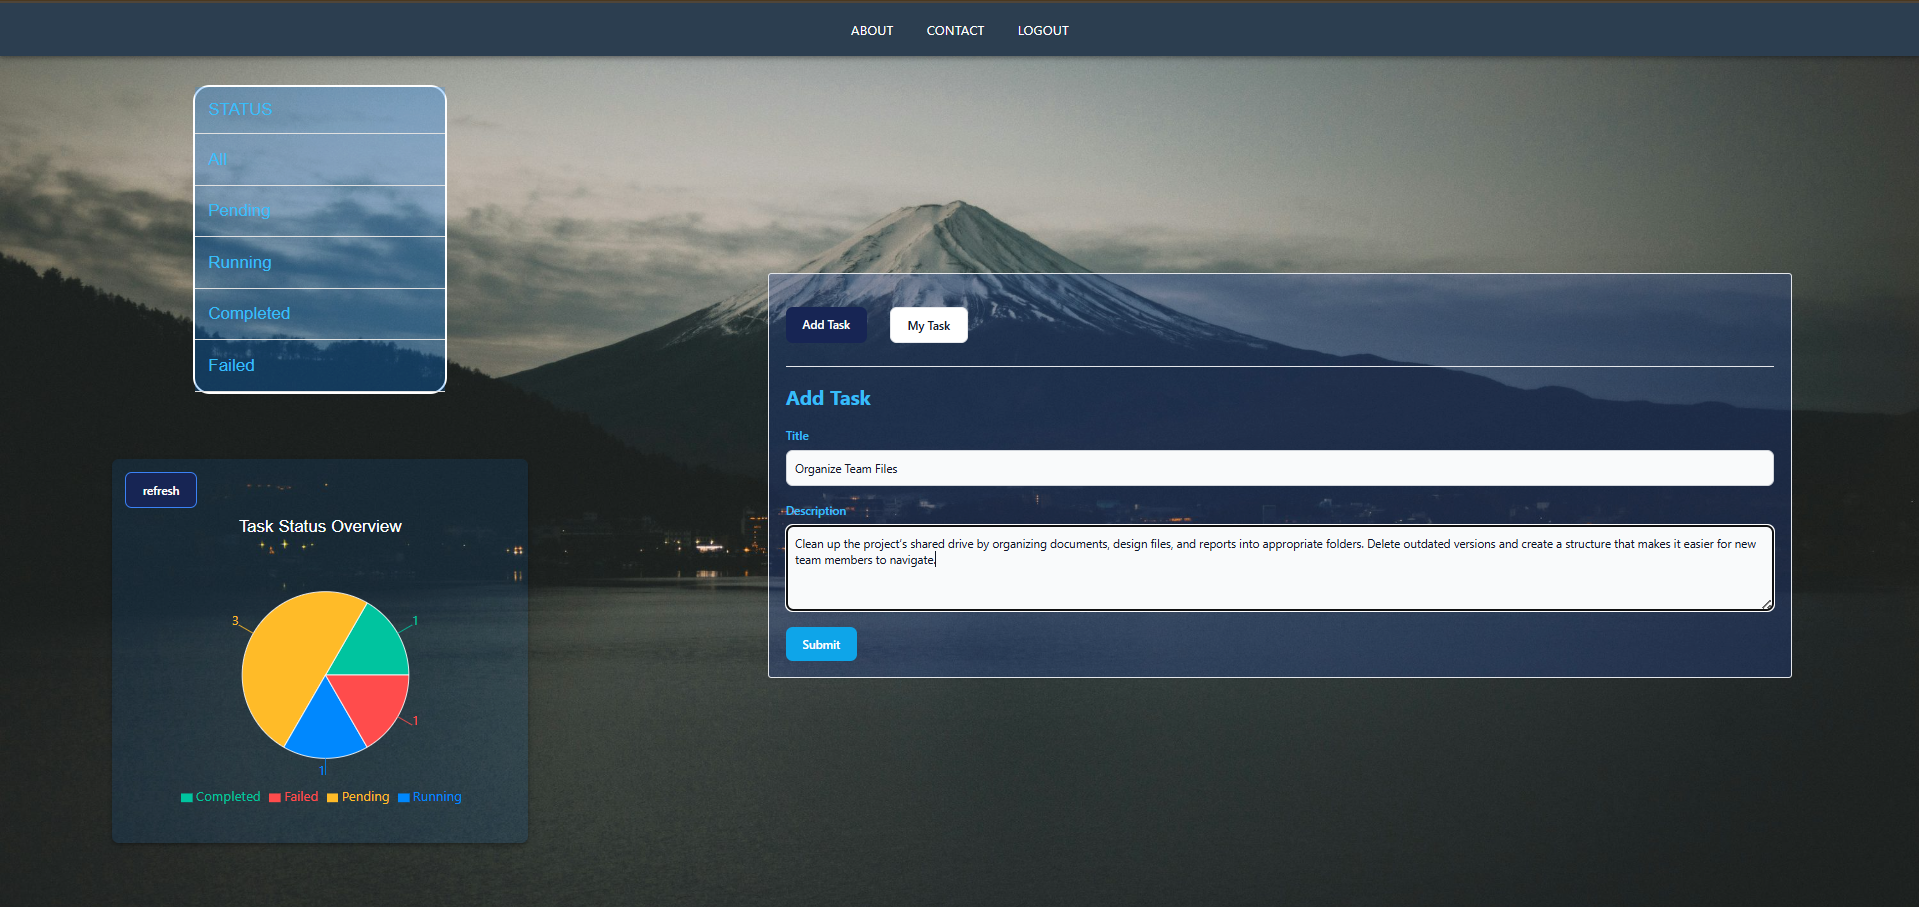 ABOUT CONTACT LOGOUT
STATUS
All
Pending
Running
Completed
Failed
refresh
Task Status Overview
3
1
1
1
Completed Failed Pending Running
Add Task My Task
Add Task
Title
Organize Team Files
Description
Clean up the project's shared drive by organizing documents, design files, and reports into appropriate folders. Delete outdated versions and create a structure that makes it easier for new
team members to navigate.
Submit